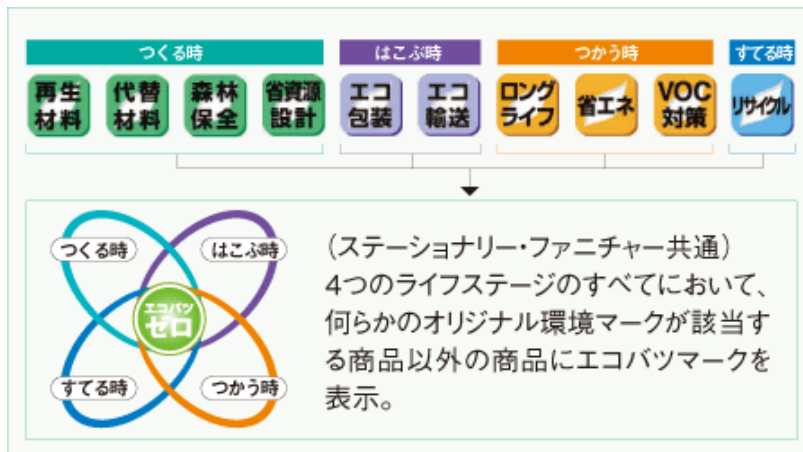 つくる時 はこぶ時 つかう時 すてる時
再生材料 代替材料 森林保全 省資源設計 エコ包装 エコ輸送 ロングライフ 省エネ VOC対策 リサイクル
つくる時 はこぶ時
エコバツ
ゼロ
すてる時 つかう時
(ステーショナリー・ファニチャー共通)
4つのライフステージのすべてにおいて、
何らかのオリジナル環境マークが該当す
る商品以外の商品にエコバツマークを
表示。